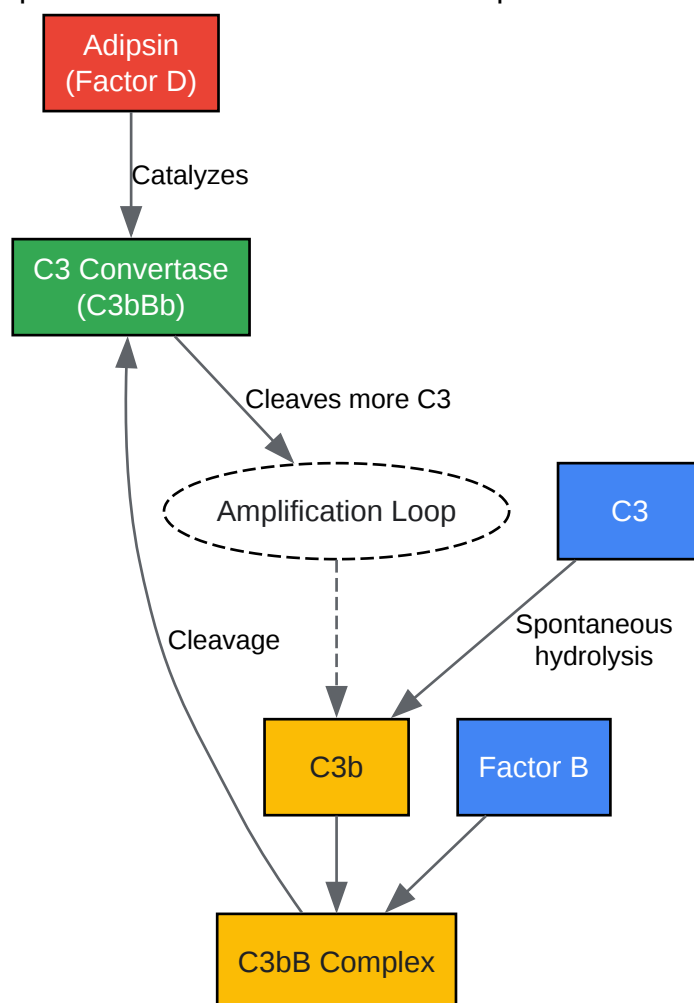 Adipsin
(Factor D)
Catalyzes
C3 Convertase
(C3bBb)
Cleaves more C3
Amplification Loop
C3
Cleavage
Spontaneous
hydrolysis
C3b
Factor B
C3bB Complex